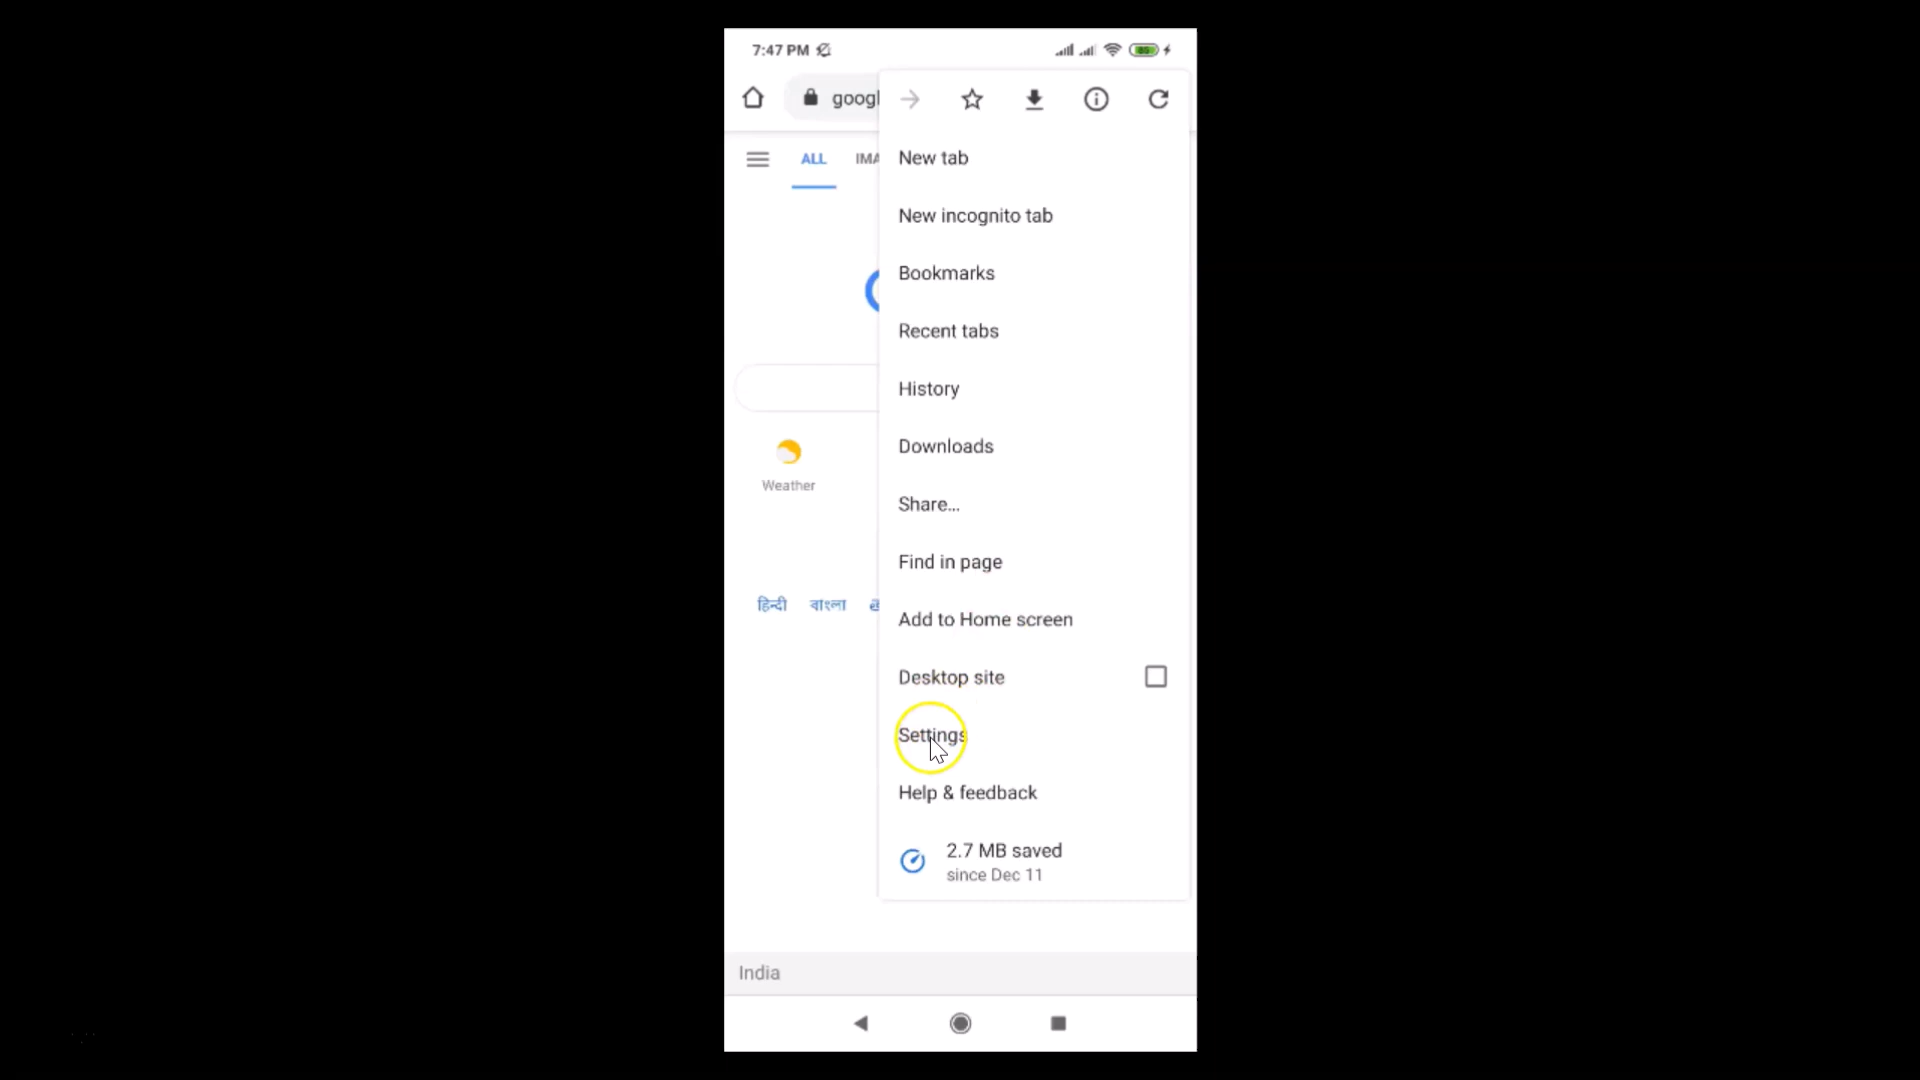 7:47 PM
googl
ALL IMA
New tab
New incognito tab
Bookmarks
Recent tabs
History
Downloads
Share...
Find in page
Add to Home screen
Desktop site
Settings
Help & feedback
2.7 MB saved
since Dec 11
Weather
हिन्दी বাংলা
India